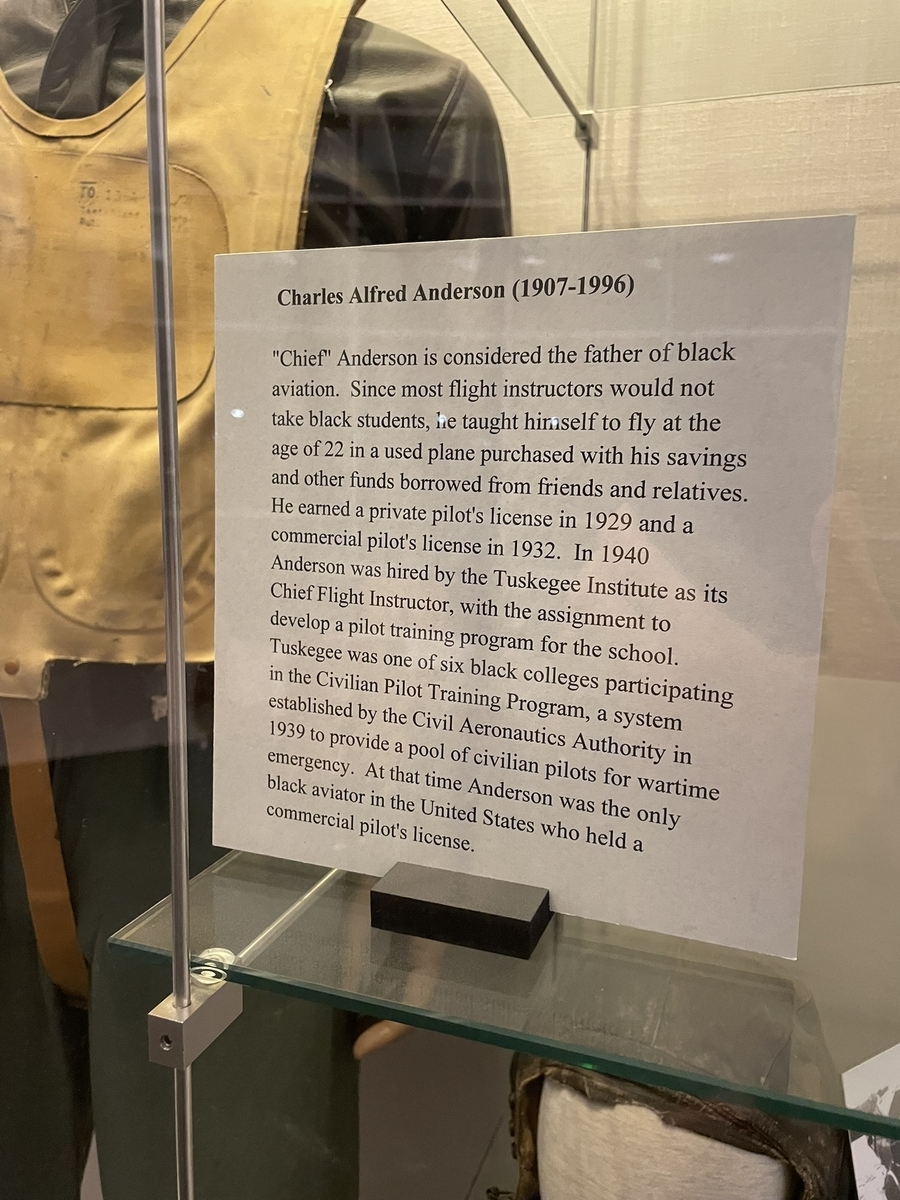 TO
Charles Alfred Anderson (1907-1996)
"Chief" Anderson is considered the father of black
aviation.  Since most flight instructors would not
take black students, he taught himself to fly at the
age of 22 in a used plane purchased with his savings
and other funds borrowed from friends and relatives.
He earned a private pilot's license in 1929 and a
commercial pilot's license in 1932.  In 1940
Anderson was hired by the Tuskegee Institute as its
Chief Flight Instructor, with the assignment to
develop a pilot training program for the school.
Tuskegee was one of six black colleges participating
in the Civilian Pilot Training Program, a system
established by the Civil Aeronautics Authority in
1939 to provide a pool of civilian pilots for wartime
emergency.  At that time Anderson was the only
black aviator in the United States who held a
commercial pilot's license.